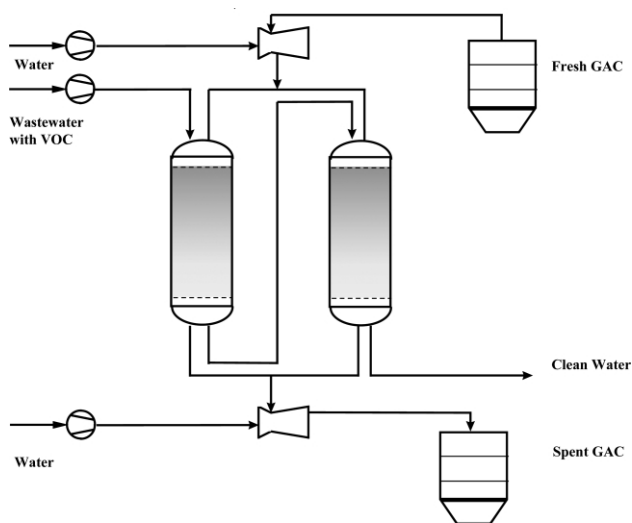 Water
Fresh GAC
Wastewater
with VOC
Clean Water
Water
Spent GAC